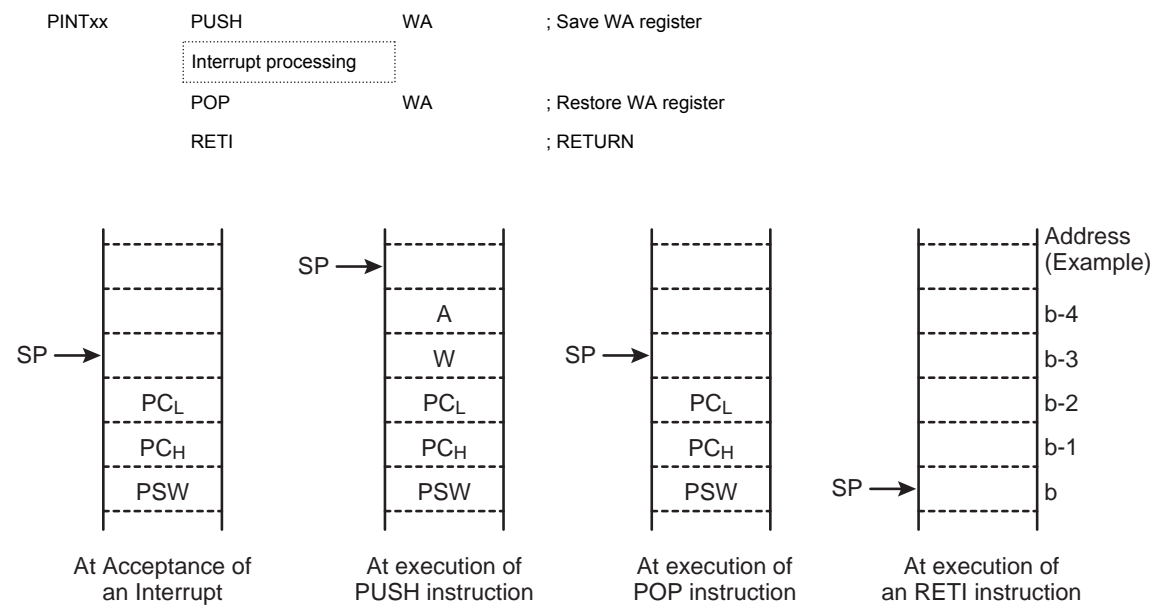 PINTxx PUSH WA ; Save WA register
Interrupt processing
POP WA ; Restore WA register
RETI ; RETURN
Address
(Example)
SP
A b-4
SP W SP b-3
PCL PCL PCL b-2
PCH PCH PCH b-1
PSW PSW PSW SP b
At Acceptance of
an Interrupt
At execution of
PUSH instruction
At execution of
POP instruction
At execution of
an RETI instruction